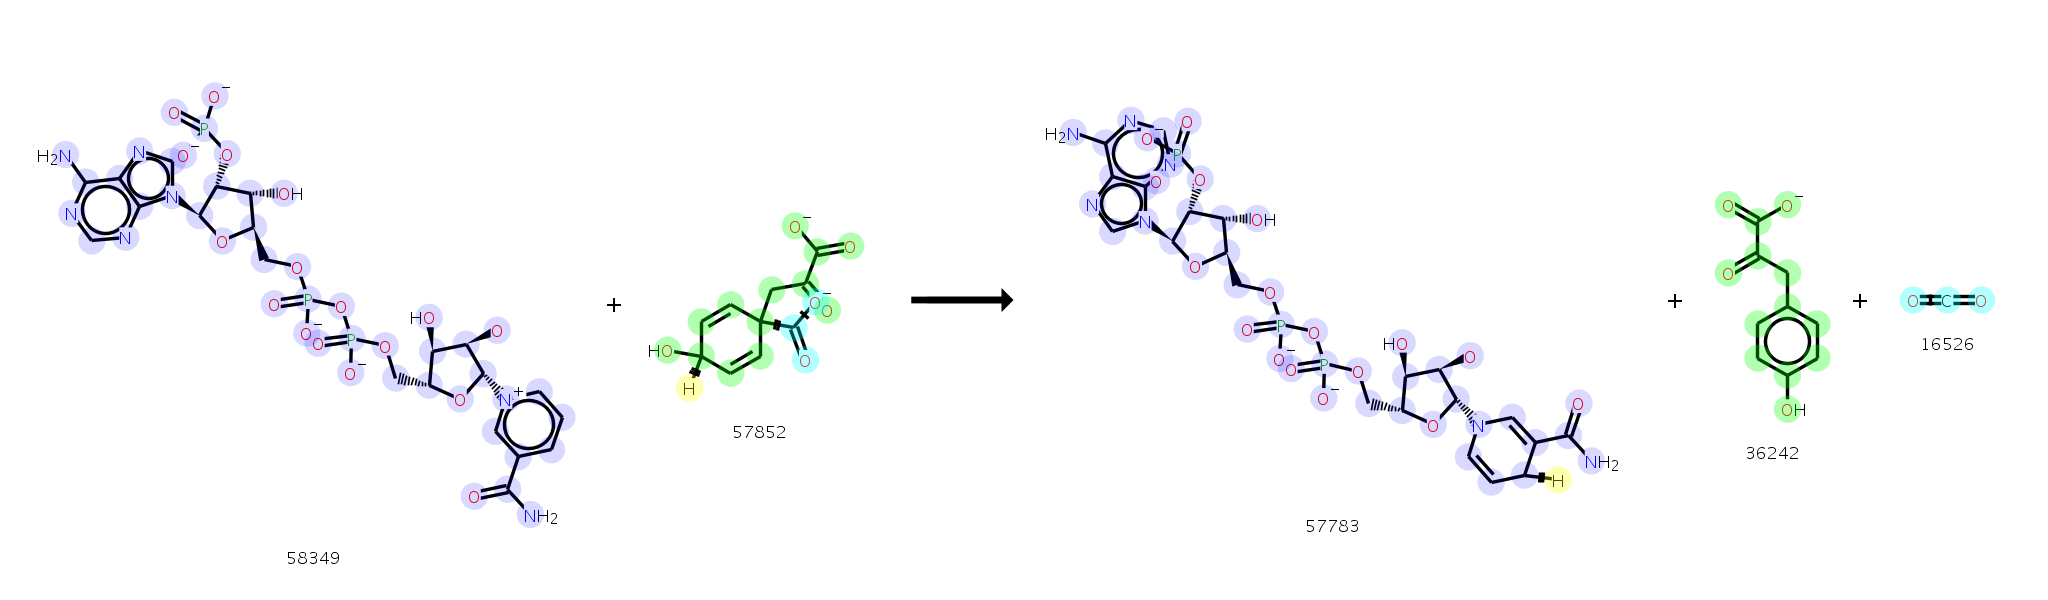 O O⁻
P
H₂N N O⁻ O
N N N OH
O
O
O P O
O⁻ O P O HO O
O⁻ O N⁺
O NH₂
58349
+
O⁻ O
O⁻ O
HO O
H
57852
H₂N N O⁻ P O
N O O
N N OH
O
O
O P O
O⁻ O P O HO O
O⁻ O N O
NH₂
H
57783
+
O O⁻
O
OH
36242
+
O C O
16526